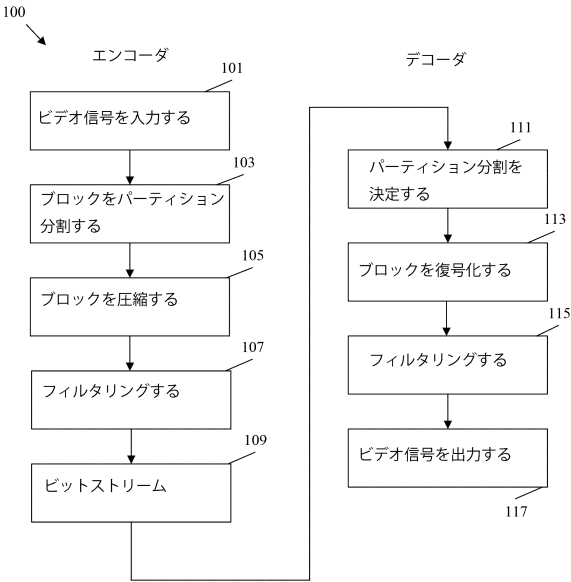 100
エンコーダ
101
ビデオ信号を入力する
103
ブロックをパーティション
分割する
105
ブロックを圧縮する
107
フィルタリングする
109
ビットストリーム
デコーダ
111
パーティション分割を
決定する
113
ブロックを復号化する
115
フィルタリングする
ビデオ信号を出力する
117